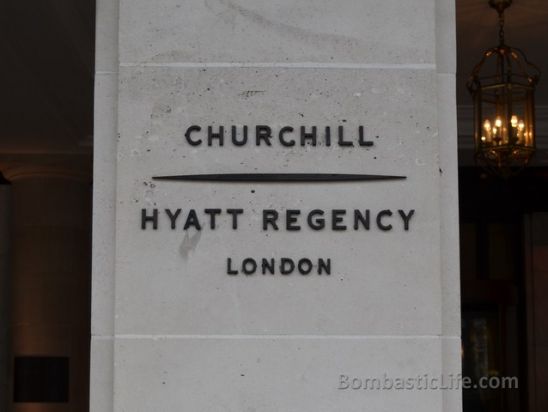 CHURCHILL
HYATT REGENCY
LONDON
BombasticLife.com